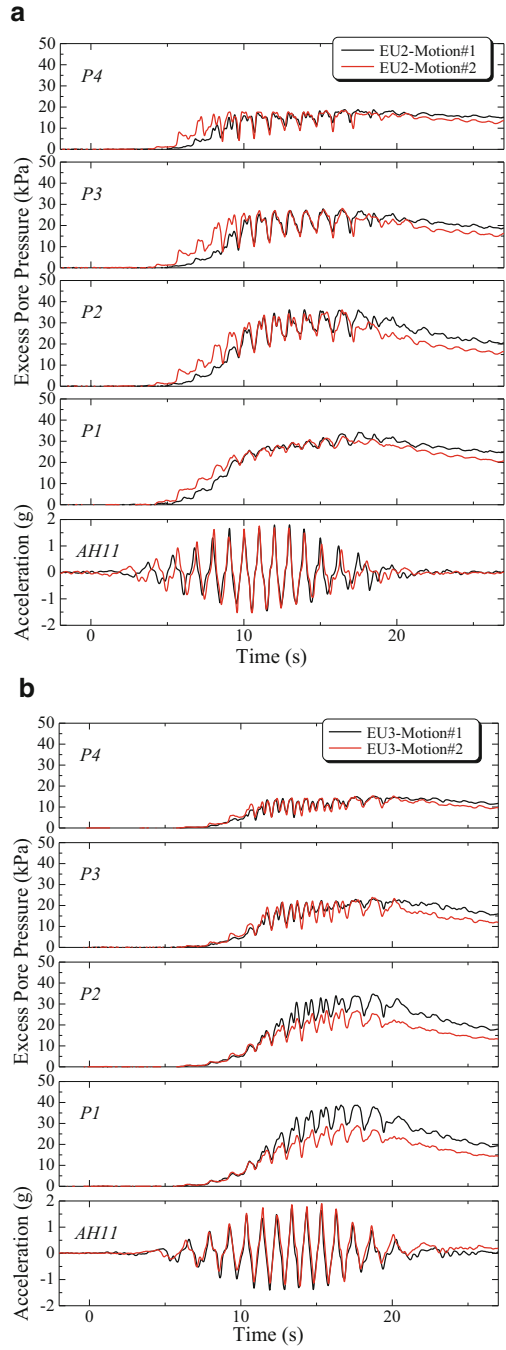 a
EU2-Motion#1
EU2-Motion#2
P4
50
40
30
20
10
0
P3
50
40
30
20
10
0
P2
50
40
30
20
10
0
P1
50
40
30
20
10
0
Excess Pore Pressure (kPa)
AH11
2
1
0
-1
-2
Acceleration (g)
0 10 20
Time (s)
b
EU3-Motion#1
EU3-Motion#2
P4
50
40
30
20
10
0
P3
50
40
30
20
10
0
P2
50
40
30
20
10
0
P1
50
40
30
20
10
0
Excess Pore Pressure (kPa)
AH11
2
1
0
-1
2
Acceleration (g)
0 10 20
Time (s)